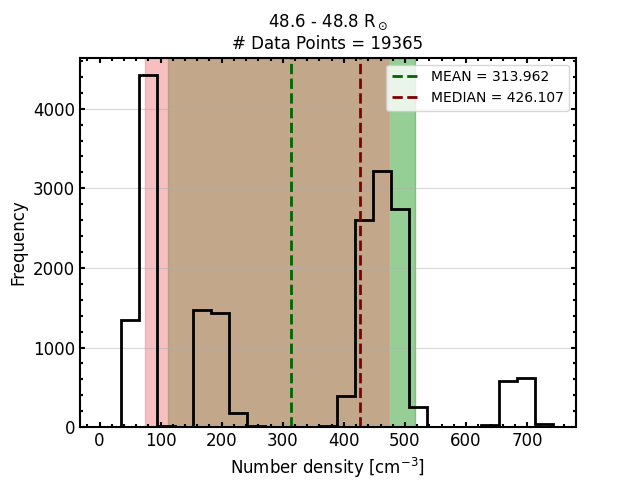 48.6 - 48.8 R⊙
# Data Points = 19365
MEAN = 313.962
MEDIAN = 426.107
Frequency
4000
3000
2000
1000
0
0 100 200 300 400 500 600 700
Number density [cm⁻³]